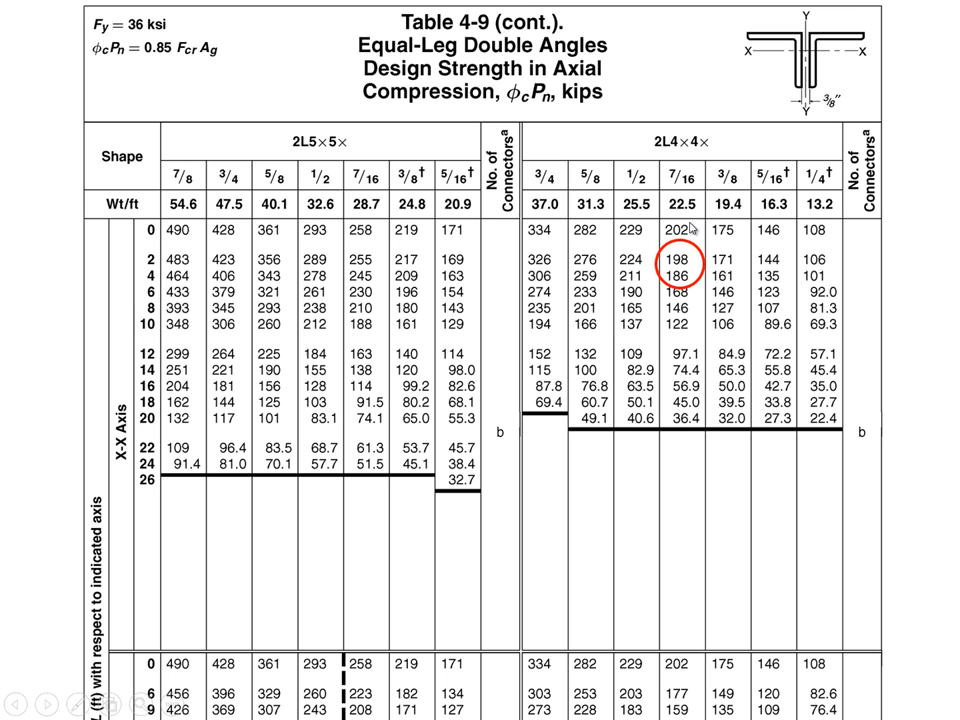 Fy = 36 ksi
ϕcPn = 0.85 Fcr Ag
Table 4-9 (cont.).
Equal-Leg Double Angles
Design Strength in Axial
Compression, ϕcPn, kips
Y
X X
3/8″
Y
Shape 2L5×5× No. of Connectorsᵃ 2L4×4× No. of Connectorsᵃ
7/8 3/4 5/8 1/2 7/16 3/8† 5/16† 3/4 5/8 1/2 7/16 3/8 5/16† 1/4†
Wt/ft 54.6 47.5 40.1 32.6 28.7 24.8 20.9 37.0 31.3 25.5 22.5 19.4 16.3 13.2
0 490 428 361 293 258 219 171 334 282 229 202 175 146 108
2 483 423 356 289 255 217 169 326 276 224 198 171 144 106
4 464 406 343 278 245 209 163 306 259 211 186 161 135 101
6 433 379 321 261 230 196 154 274 233 190 168 146 123 92.0
8 393 345 293 238 210 180 143 235 201 165 146 127 107 81.3
10 348 306 260 212 188 161 129 194 166 137 122 106 89.6 69.3
12 299 264 225 184 163 140 114 152 132 109 97.1 84.9 72.2 57.1
14 251 221 190 155 138 120 98.0 115 100 82.9 74.4 65.3 55.8 45.4
16 204 181 156 128 114 99.2 82.6 87.8 76.8 63.5 56.9 50.0 42.7 35.0
18 162 144 125 103 91.5 80.2 68.1 69.4 60.7 50.1 45.0 39.5 33.8 27.7
20 132 117 101 83.1 74.1 65.0 55.3 49.1 40.6 36.4 32.0 27.3 22.4
b b
22 109 96.4 83.5 68.7 61.3 53.7 45.7
24 91.4 81.0 70.1 57.7 51.5 45.1 38.4
26 32.7
X-X Axis
L (ft) with respect to indicated axis
0 490 428 361 293 258 219 171 334 282 229 202 175 146 108
6 456 396 329 260 223 182 134 303 253 203 177 149 120 82.6
9 426 369 307 243 208 171 127 273 228 183 159 135 109 76.4